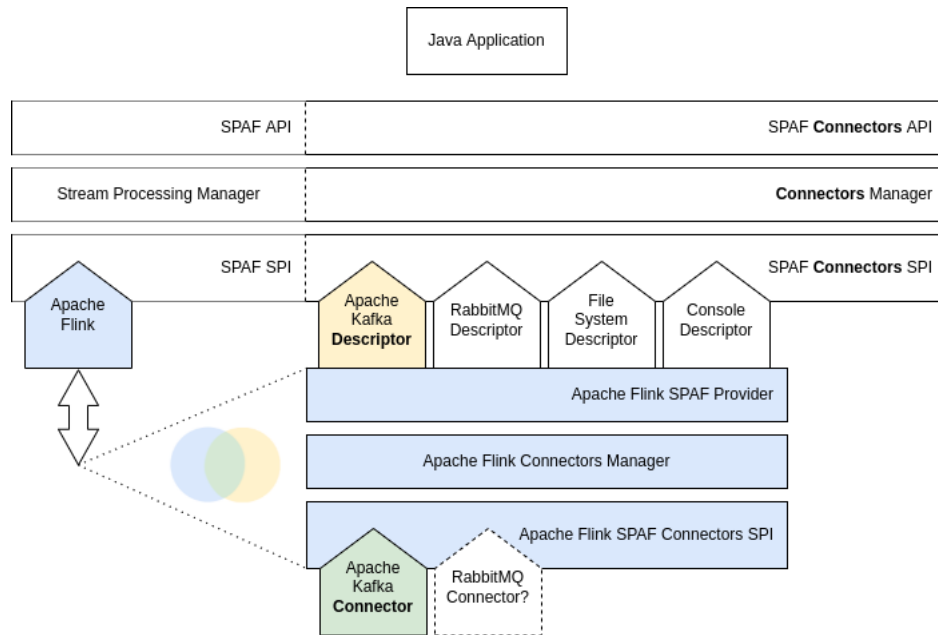 Java Application
SPAF API
SPAF Connectors API
Stream Processing Manager
Connectors Manager
SPAF SPI
SPAF Connectors SPI
Apache
Flink
Apache
Kafka
Descriptor
RabbitMQ
Descriptor
File
System
Descriptor
Console
Descriptor
Apache Flink SPAF Provider
Apache Flink Connectors Manager
Apache Flink SPAF Connectors SPI
Apache
Kafka
Connector
RabbitMQ
Connector?